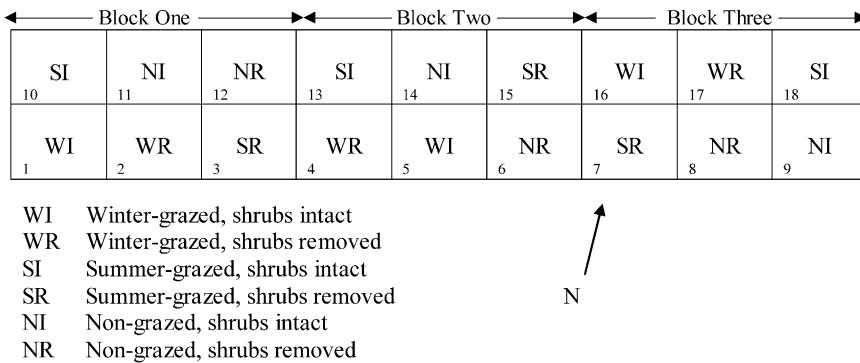 Block One Block Two Block Three
SI NI NR SI NI SR WI WR SI
10 11 12 13 14 15 16 17 18
WI WR SR WR WI NR SR NR NI
1 2 3 4 5 6 7 8 9
WI Winter-grazed, shrubs intact
WR Winter-grazed, shrubs removed
SI Summer-grazed, shrubs intact
SR Summer-grazed, shrubs removed
NI Non-grazed, shrubs intact
NR Non-grazed, shrubs removed
N